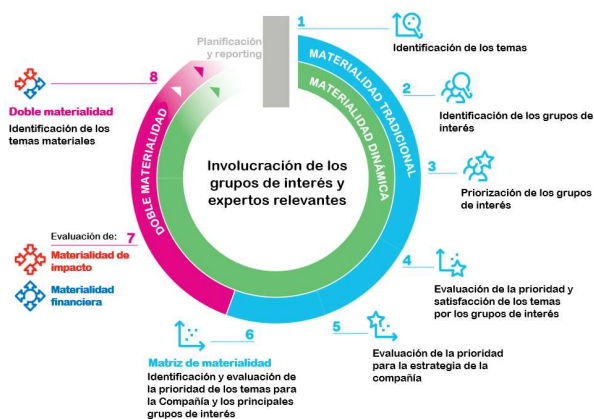 Planificación
y reporting
1
Identificación de los temas
2
Identificación de los grupos de
interés
3
Priorización de los grupos
de interés
4
Evaluación de la prioridad y
satisfacción de los temas
por los grupos de interés
5
Evaluación de la prioridad
para la estrategia de la
compañía
6
Matriz de materialidad
Identificación y evaluación de
la prioridad de los temas para
la Compañía y los principales
grupos de interés
Evaluación de:
7
Materialidad de
impacto
Materialidad
financiera
8
Doble materialidad
Identificación de los
temas materiales
MATERIALIDAD TRADICIONAL
MATERIALIDAD DINÁMICA
DOBLE MATERIALIDAD
Involucración de los
grupos de interés y
expertos relevantes